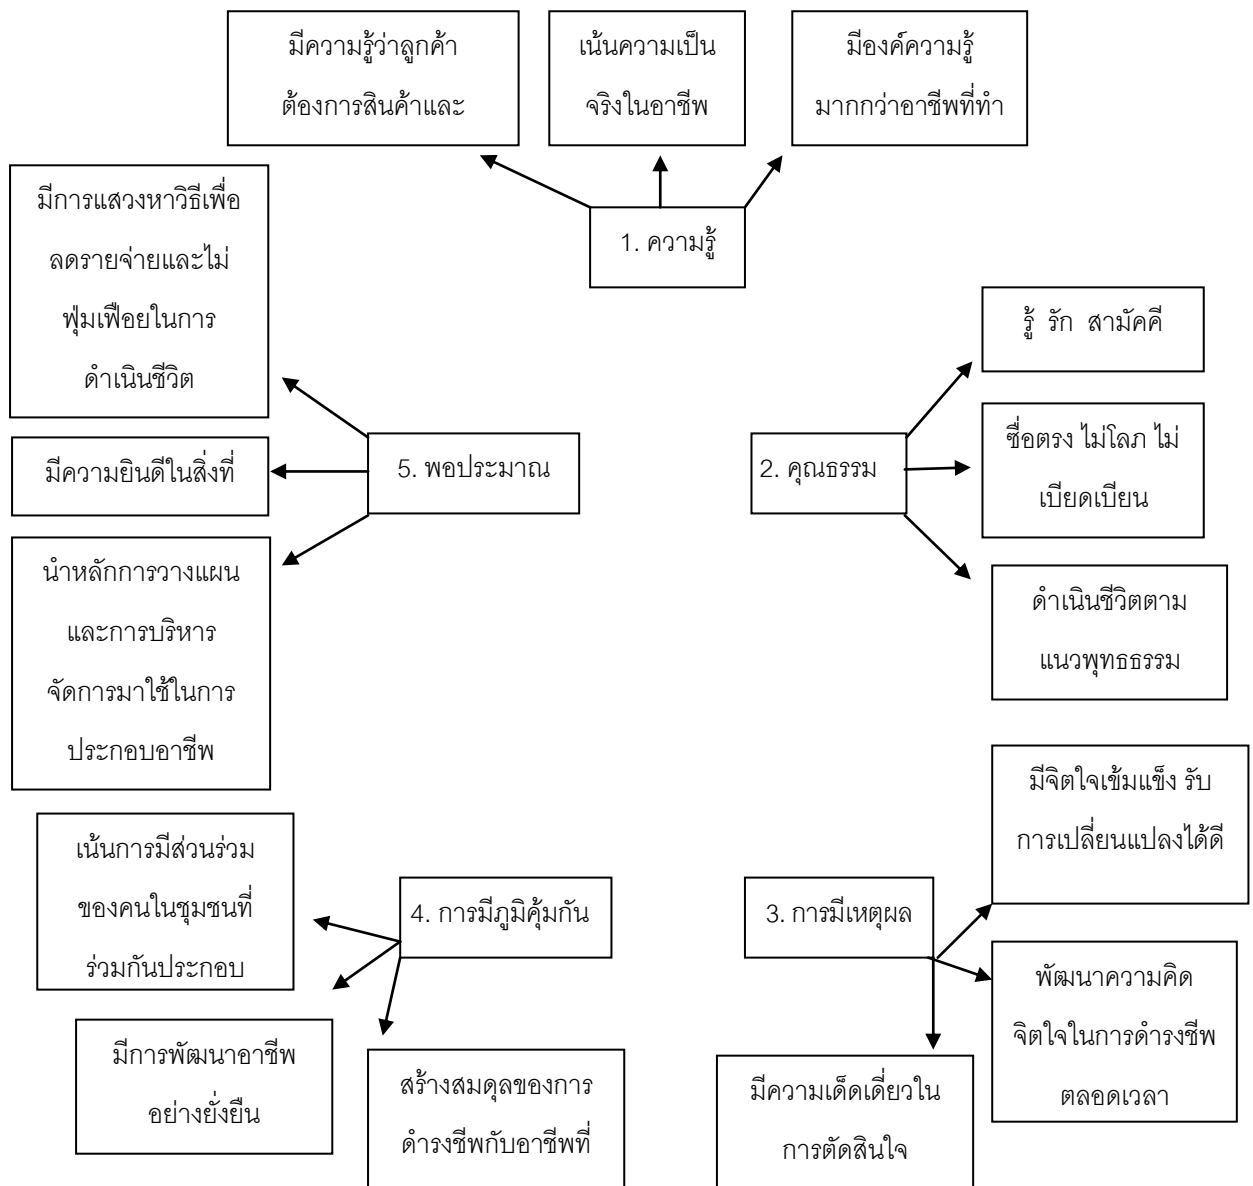 มีความรู้ว่าลูกค้า
ต้องการสินค้าและ
เน้นความเป็น
จริงในอาชีพ
มีองค์ความรู้
มากกว่าอาชีพที่ทำ
1. ความรู้
มีการแสวงหาวิธีเพื่อ
ลดรายจ่ายและไม่
ฟุ่มเฟือยในการ
ดำเนินชีวิต
มีความยินดีในสิ่งที่
นำหลักการวางแผน
และการบริหาร
จัดการมาใช้ในการ
ประกอบอาชีพ
5. พอประมาณ
2. คุณธรรม
รู้ รัก สามัคคี
ซื่อตรง ไม่โลภ ไม่
เบียดเบียน
ดำเนินชีวิตตาม
แนวพุทธธรรม
เน้นการมีส่วนร่วม
ของคนในชุมชนที่
ร่วมกันประกอบ
มีการพัฒนาอาชีพ
อย่างยั่งยืน
สร้างสมดุลของการ
ดำรงชีพกับอาชีพที่
4. การมีภูมิคุ้มกัน
3. การมีเหตุผล
มีจิตใจเข้มแข็ง รับ
การเปลี่ยนแปลงได้ดี
พัฒนาความคิด
จิตใจในการดำรงชีพ
ตลอดเวลา
มีความเด็ดเดี่ยวใน
การตัดสินใจ